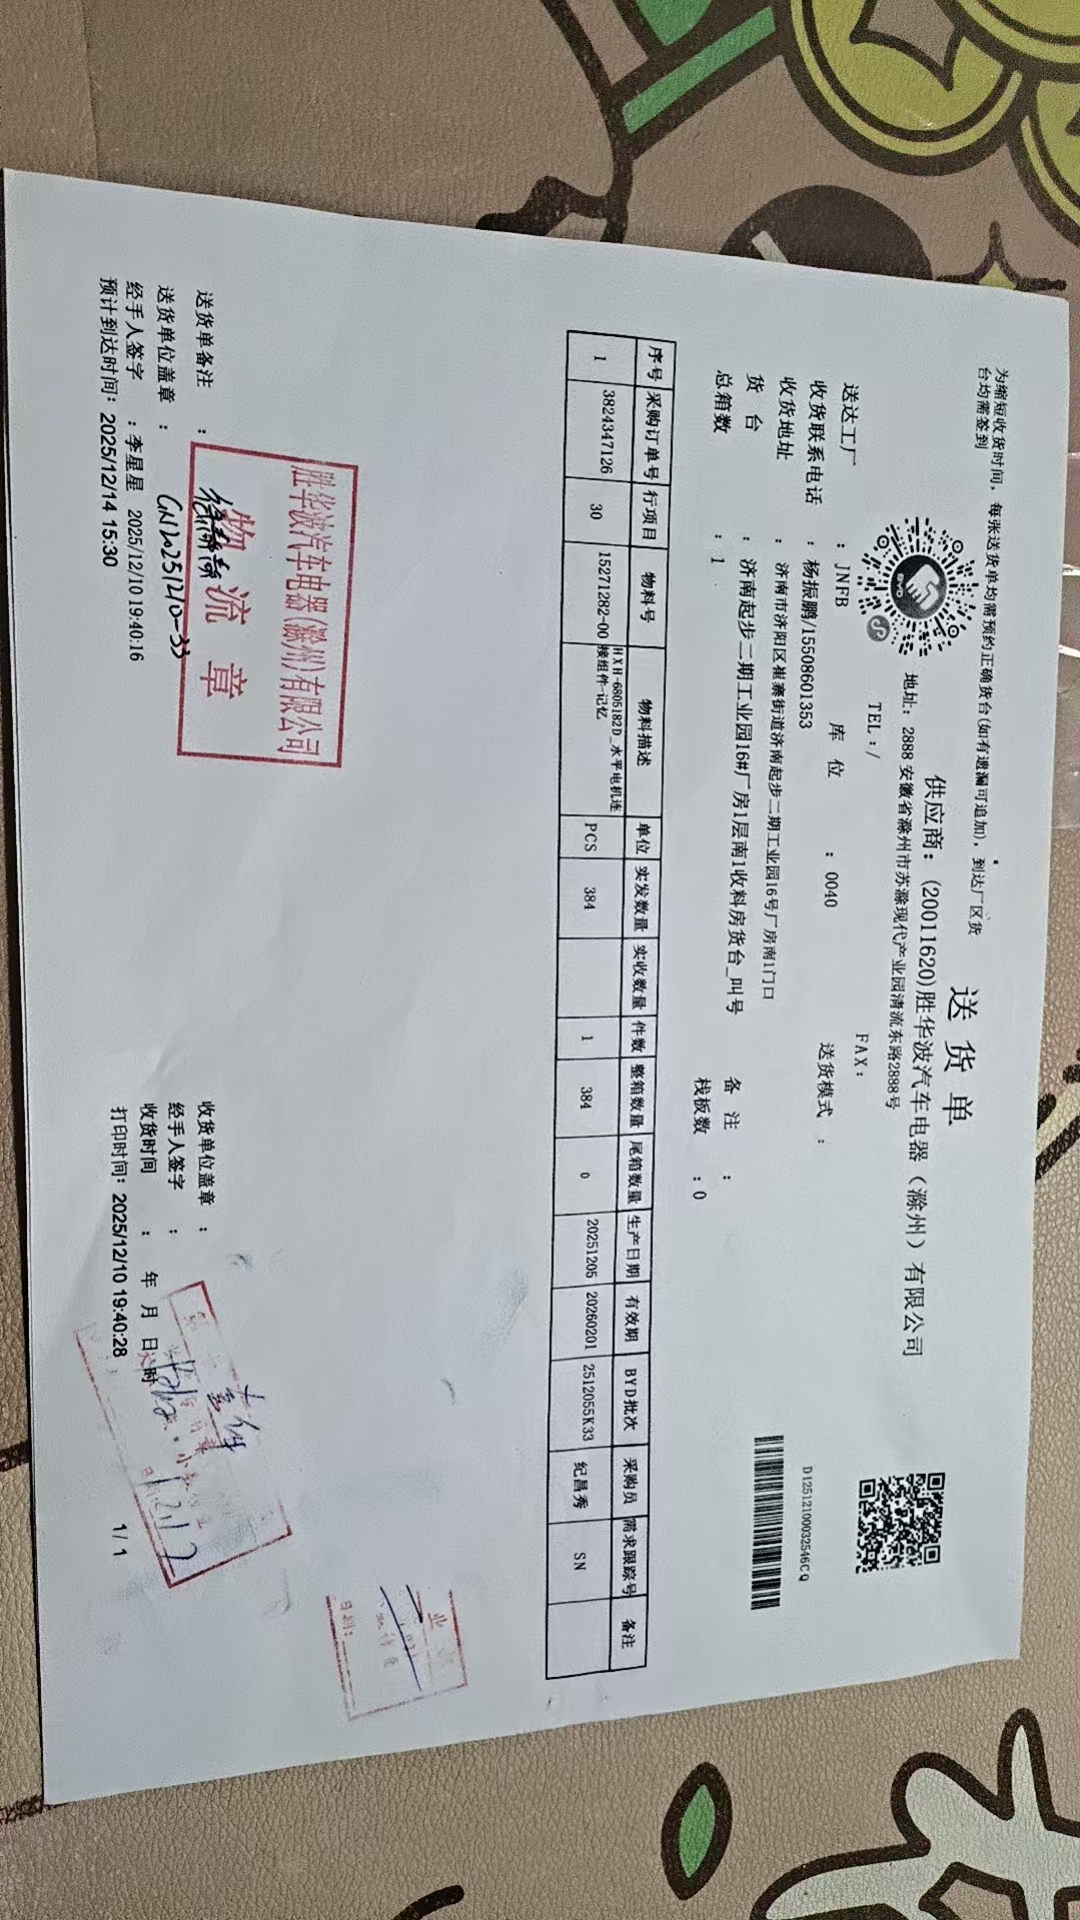 为缩短收货时间，每张送货单均需预约正确货台(如有遗漏可追加)，到达厂区货
台均需签到
送 货 单
供应商：(20011620)胜华波汽车电器（滁州）有限公司
地址：2888 安徽省滁州市苏滁现代产业园清流东路2888号
TEL：/ FAX：
D12512100032546CQ
送达工厂 ：JNFB 库 位 ：0040 送货模式 ：
收货联系电话 ：杨振鹏/15508601353
收货地址 ：济南市济阳区崔寨街道济南起步二期工业园16号厂房南1门口
货 台 ：济南起步二期工业园16#厂房1层南1收料房货台_叫号 备 注 ：
总箱数 ：1 栈板数 ：0
序号 采购订单号 行项目 物料号 物料描述 单位 实发数量 实收数量 件数 整箱数量 尾箱数量 生产日期 有效期 BYD批次 采购员 需求跟踪号 备注
1 3824347126 30 15271282-00 HXH-6805182D_水平电机连接组件-记忆 PCS 384 1 384 0 20251205 20260201 2512055K33 纪昌秀 SN
胜华波汽车电器(滁州)有限公司
物 流 章
送货单备注 ：
送货单位盖章 ：GN20251210-33
经手人签字 ：李星星 2025/12/10 19:40:16
预计到达时间：2025/12/14 15:30
收货单位盖章 ：
经手人签字 ：
收货时间 ： 年 月 日 时
打印时间：2025/12/10 19:40:28
1/ 1
12.12
日期：